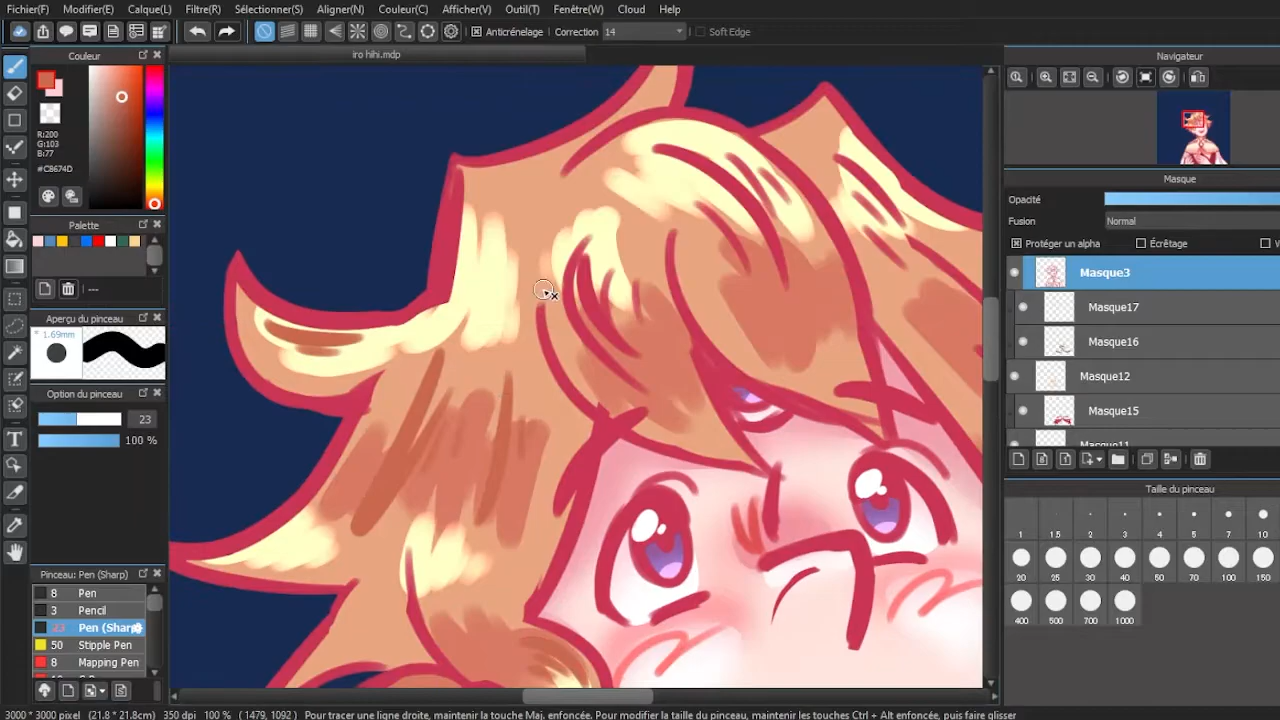 Fichier(F) Modifier(E) Calque(L) Filtre(R) Sélectionner(S) Aligner(N) Couleur(C) Afficher(V) Outil(T) Fenêtre(W) Cloud Help
Anticrénelage Correction 14 Soft Edge
Couleur
iro hihi.mdp
Navigateur
R:200
G:103
B:77
#C8674D
Palette
---
Aperçu du pinceau
* 1.69mm
Option du pinceau
23
100 %
Pinceau: Pen (Sharp)
8 Pen
3 Pencil
23 Pen (Sharp
50 Stipple Pen
8 Mapping Pen
Masque
Opacité
Fusion Normal
Protéger un alpha Écrêtage
Masque3
Masque17
Masque16
Masque12
Masque15
Masque11
Taille du pinceau
1 1.5 2 3 4 5 7 10
20 25 30 40 50 70 100 150
400 500 700 1000
3000 * 3000 pixel (21.8 * 21.8cm) 350 dpi 100 % ( 1479, 1092 ) Pour tracer une ligne droite, maintenir la touche Maj. enfoncée. Pour modifier la taille du pinceau, maintenir les touches Ctrl + Alt enfoncée, puis faire glisser